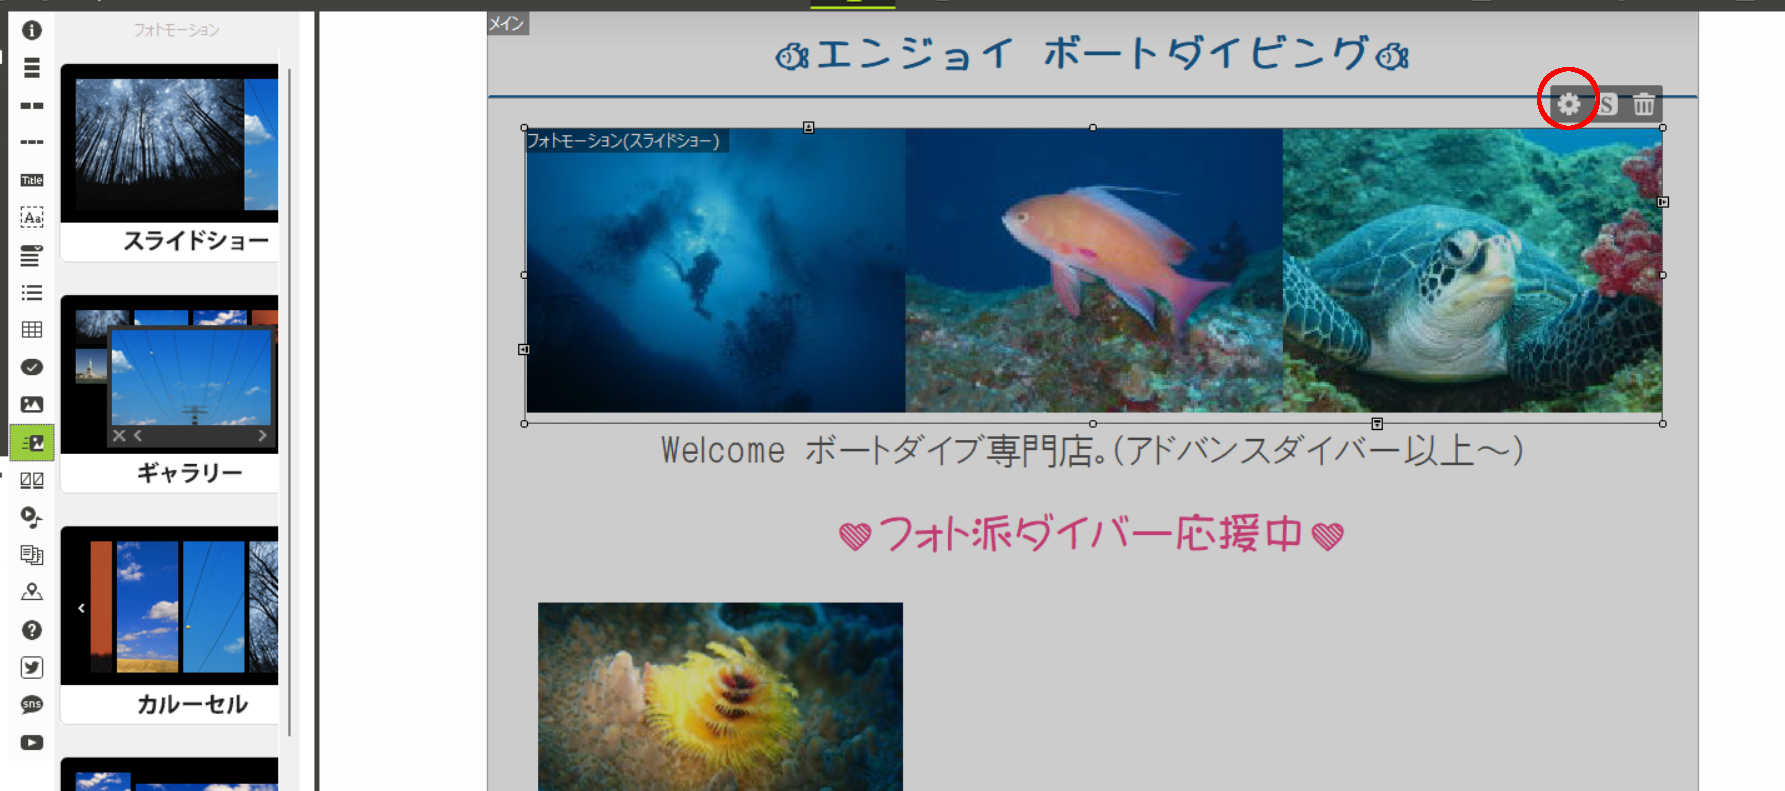 フォトモーション
Title
Aa
スライドショー
ギャラリー
カルーセル
sns
メイン
エンジョイ ボートダイビング
S
フォトモーション(スライドショー)
Welcome ボートダイブ専門店。(アドバンスダイバー以上～)
フォト派ダイバー応援中